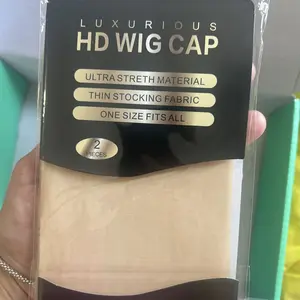 LUXURIOUS
HD WIG CAP
ULTRA STRETH MATERIAL
THIN STOCKING FABRIC
ONE SIZE FITS ALL
2
PIECES